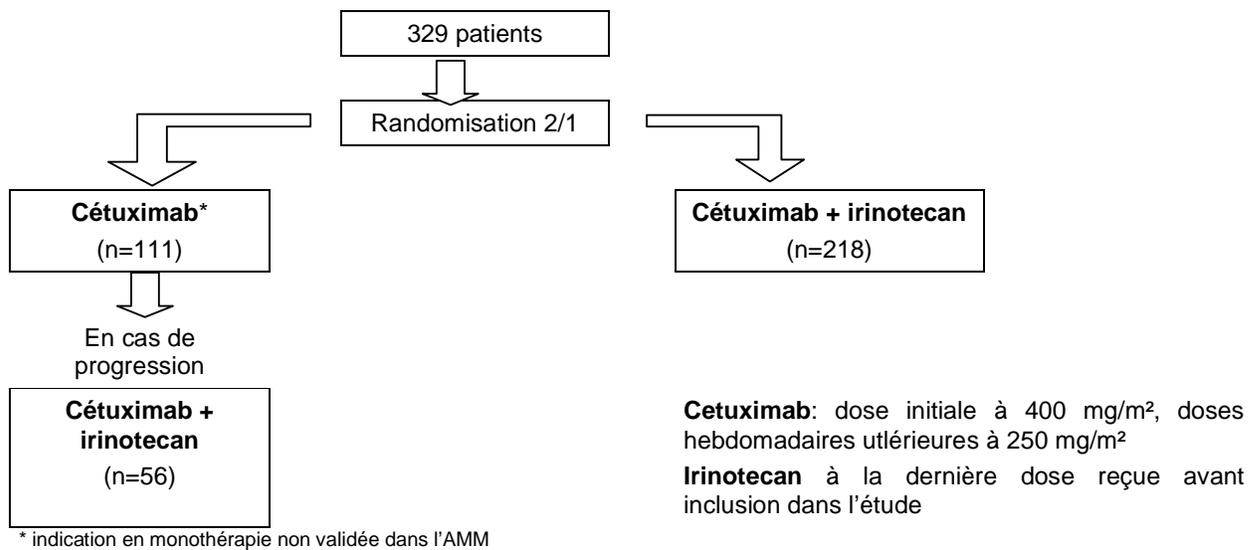 329 patients
Randomisation 2/1
Cétuximab*
(n=111)
Cétuximab + irinotecan
(n=218)
En cas de
progression
Cétuximab +
irinotecan
(n=56)
Cetuximab: dose initiale à 400 mg/m², doses
hebdomadaires utlérieures à 250 mg/m²
Irinotecan à la dernière dose reçue avant
inclusion dans l'étude
* indication en monothérapie non validée dans l'AMM